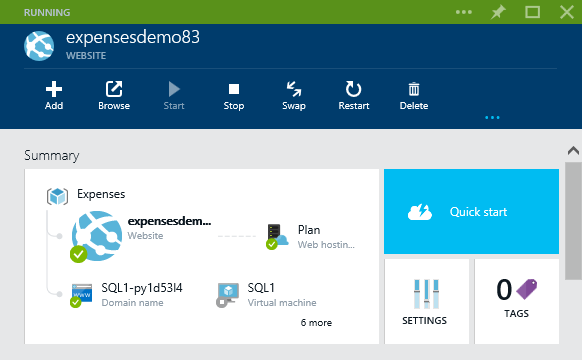 RUNNING
expensesdemo83
WEBSITE
Add Browse Start Stop Swap Restart Delete
Summary
Expenses
expensesdem...
Website
Plan
Web hostin...
Quick start
WWW
SQL1-py1d53l4
Domain name
SQL1
Virtual machine
6 more
SETTINGS
0
TAGS